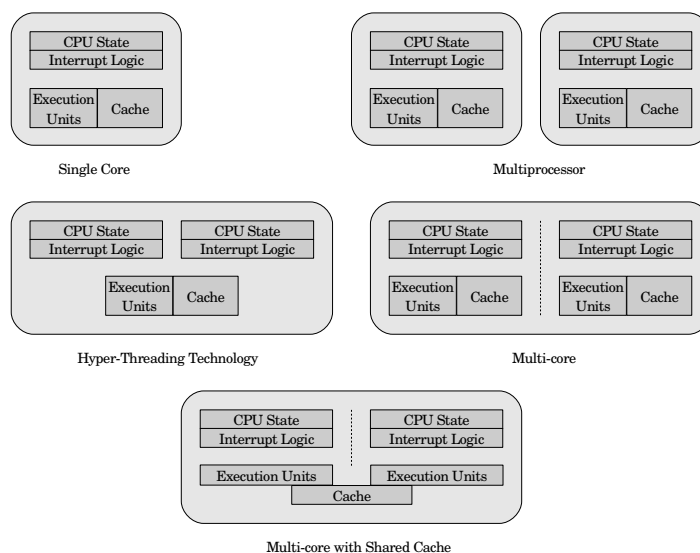 CPU State
Interrupt Logic
Execution Units
Cache
Single Core
CPU State
Interrupt Logic
Execution Units
Cache
CPU State
Interrupt Logic
Execution Units
Cache
Multiprocessor
CPU State
Interrupt Logic
CPU State
Interrupt Logic
Execution Units
Cache
Hyper-Threading Technology
CPU State
Interrupt Logic
Execution Units
Cache
CPU State
Interrupt Logic
Execution Units
Cache
Multi-core
CPU State
Interrupt Logic
CPU State
Interrupt Logic
Execution Units
Execution Units
Cache
Multi-core with Shared Cache